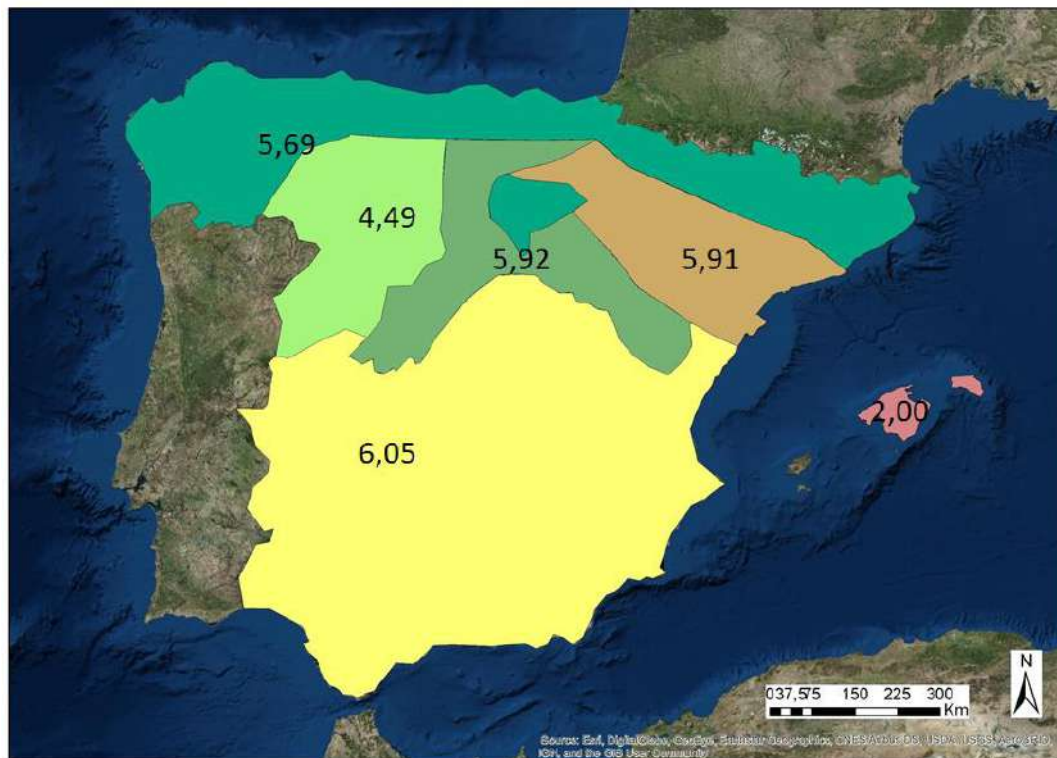 5,69
4,49
5,92
5,91
2,00
6,05
N
0 37,5 75 150 225 300
Km
Source: Esri, DigitalGlobe, GeoEye, Earthstar Geographics, CNES/Airbus DS, USDA, USGS, AeroGRID,
IGN, and the GIS User Community